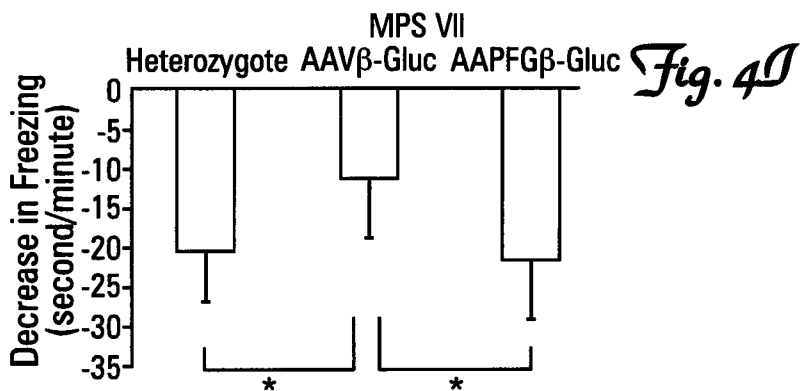 MPS VII
Heterozygote AAVβ-Gluc AAPFGβ-Gluc
Fig. 4I
Decrease in Freezing
(second/minute)
0
-5
-10
-15
-20
-25
-30
-35
*
*